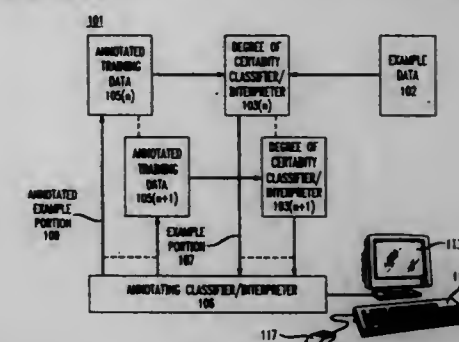 101
ANNOTATED
TRAINING
DATA
105(n)
DEGREE OF
CERTAINTY
CLASSIFIER/
INTERPRETER
103(n)
EXAMPLE
DATA
102
ANNOTATED
TRAINING
DATA
105(n+1)
DEGREE OF
CERTAINTY
CLASSIFIER/
INTERPRETER
103(n+1)
ANNOTATED
EXAMPLE
PORTION
109
EXAMPLE
PORTION
107
ANNOTATING CLASSIFIER/INTERPRETER
106
113
117